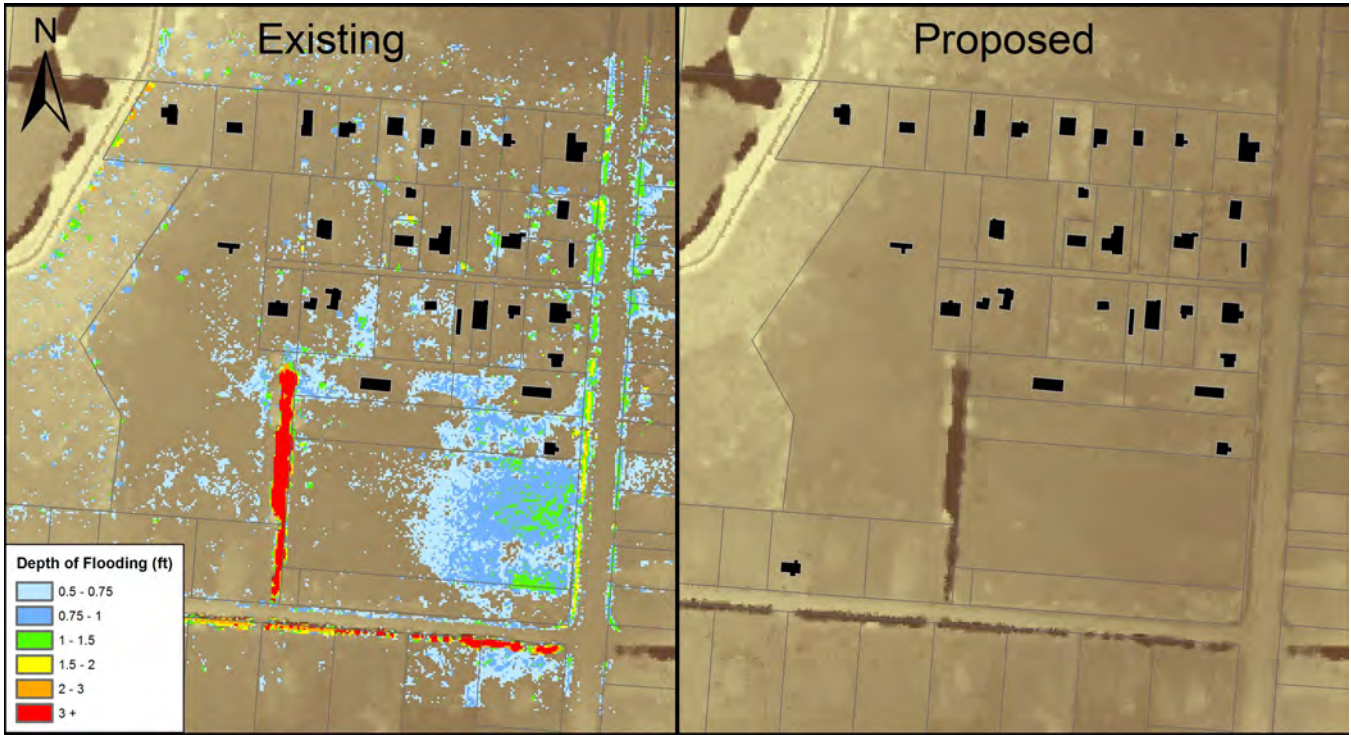 Existing
Proposed
N
Depth of Flooding (ft)
0.5 - 0.75
0.75 - 1
1 - 1.5
1.5 - 2
2 - 3
3 +